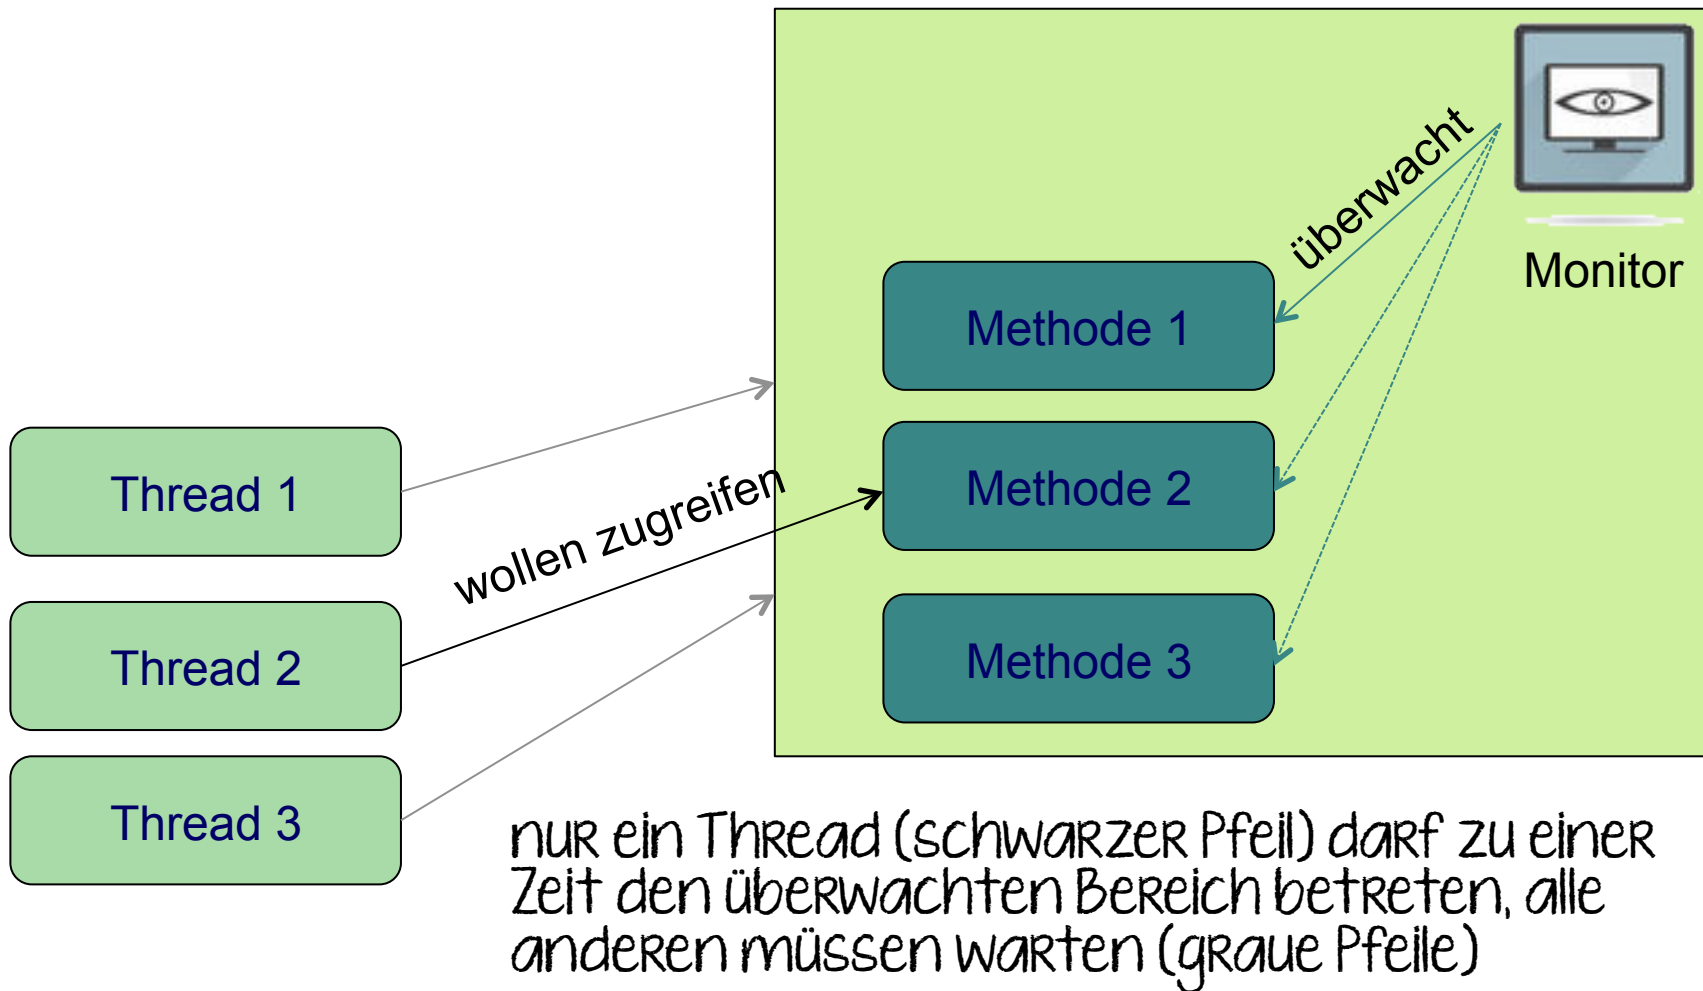 überwacht
Monitor
Methode 1
Methode 2
Methode 3
Thread 1
Thread 2
Thread 3
wollen zugreifen
nur ein Thread (schwarzer Pfeil) darf zu einer
Zeit den überwachten Bereich betreten, alle
anderen müssen warten (graue Pfeile)